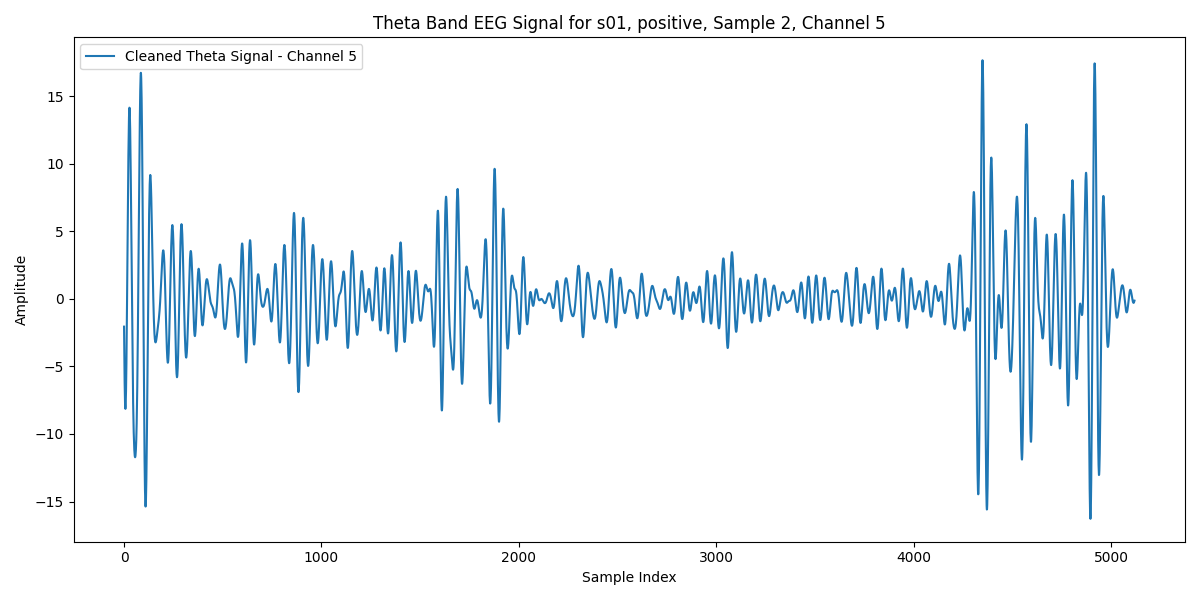 Theta Band EEG Signal for s01, positive, Sample 2, Channel 5
Cleaned Theta Signal - Channel 5
Amplitude
15
10
5
0
−5
−10
−15
0 1000 2000 3000 4000 5000
Sample Index